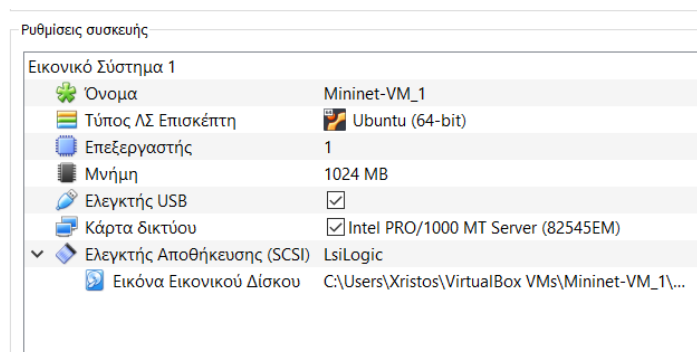 Ρυθμίσεις συσκευής
Εικονικό Σύστημα 1
Όνομα Mininet-VM_1
Τύπος ΛΣ Επισκέπτη Ubuntu (64-bit)
Επεξεργαστής 1
Μνήμη 1024 MB
Ελεγκτής USB
Κάρτα δικτύου Intel PRO/1000 MT Server (82545EM)
Ελεγκτής Αποθήκευσης (SCSI) LsiLogic
Εικόνα Εικονικού Δίσκου C:\Users\Xristos\VirtualBox VMs\Mininet-VM_1\...